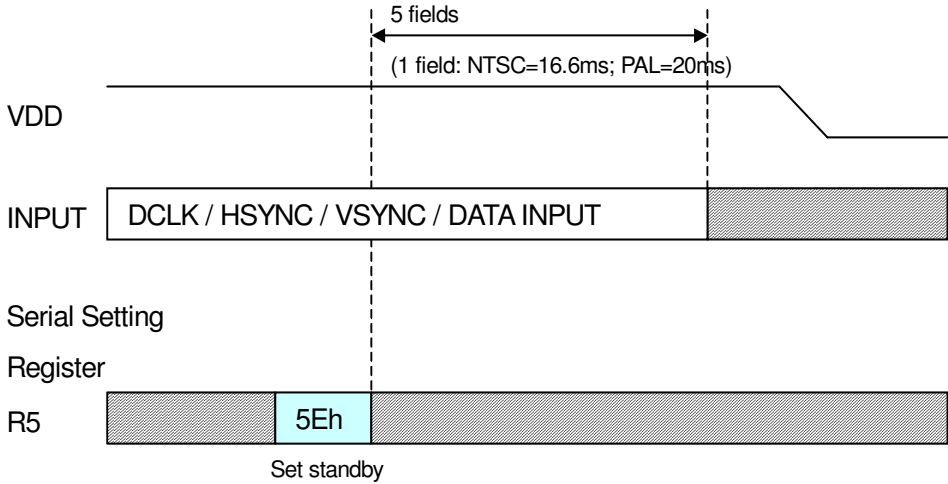 5 fields
(1 field: NTSC=16.6ms; PAL=20ms)
VDD
INPUT DCLK / HSYNC / VSYNC / DATA INPUT
Serial Setting
Register
R5 5Eh
Set standby